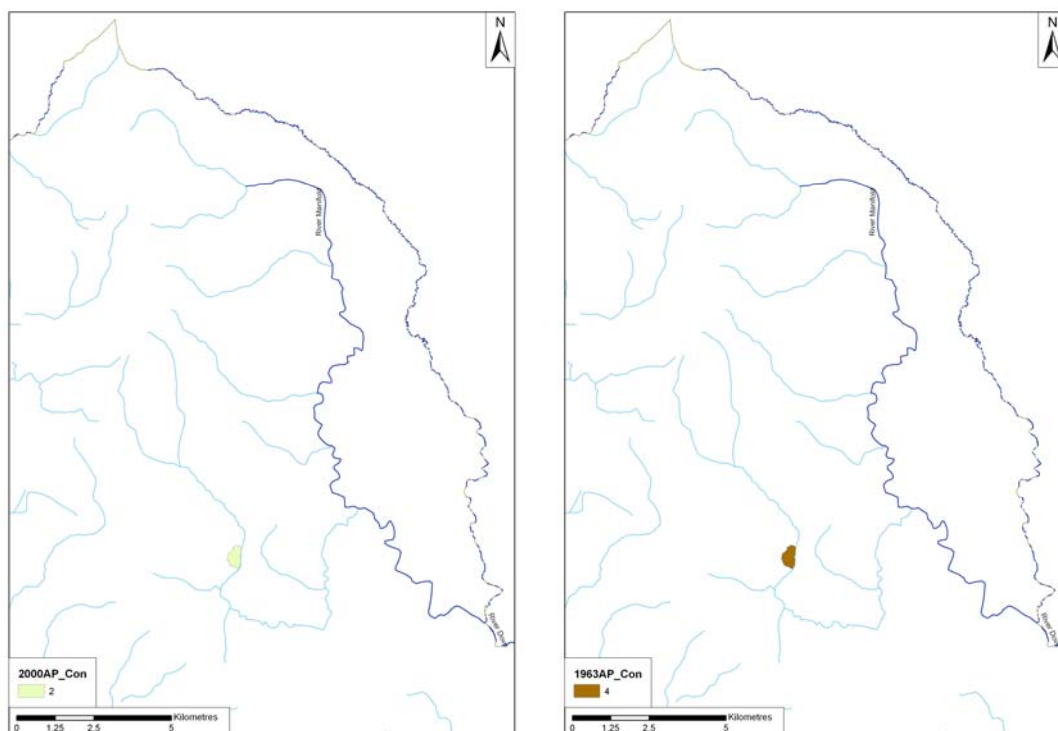 N
River Manifold
River Dove
2000AP_Con
2
Kilometres
0 1.25 2.5 5
N
River Manifold
River Dove
1963AP_Con
4
Kilometres
0 1.25 2.5 5